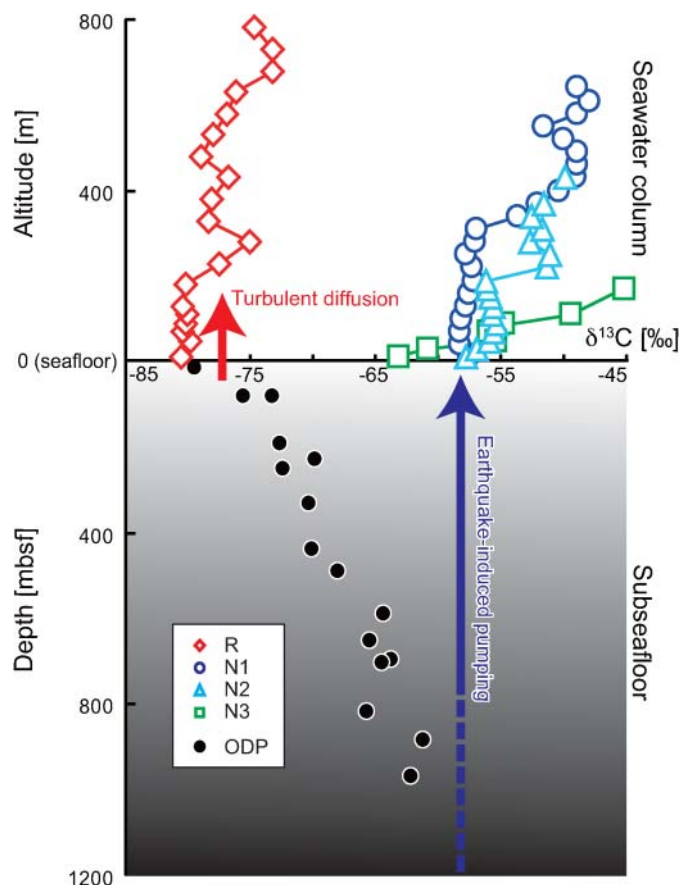 800
Altitude [m]
400
Seawater column
Turbulent diffusion
δ¹³C [‰]
0 (seafloor)
-85
-75
-65
-55
-45
Earthquake-induced pumping
400
Depth [mbsf]
Subseafloor
R
N1
N2
N3
ODP
800
1200